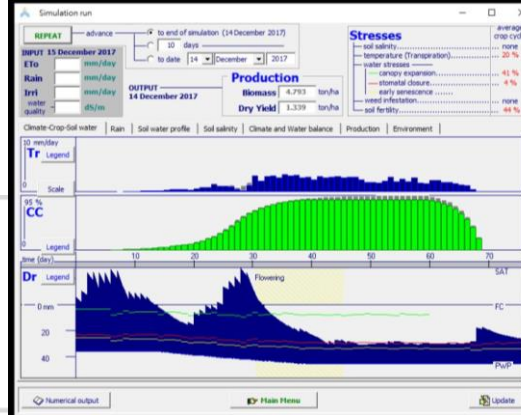 Simulation run
REPEAT
advance
to end of simulation (14 December 2017)
10 days
to date 14 December 2017
INPUT 15 December 2017
ETo mm/day
Rain mm/day
Irri mm/day
water quality dS/m
OUTPUT
14 December 2017
Production
Biomass 4.793 ton/ha
Dry Yield 1.339 ton/ha
Stresses
average
crop cycl
soil salinity none
temperature (Transpiration) 20 %
water stresses
canopy expansion 41 %
stomatal closure 4 %
early senescence
weed infestation none
soil fertility 44 %
Climate-Crop-Soil water Rain Soil water profile Soil salinity Climate and Water balance Production Environment
10 mm/day
Tr Legend
0 Scale
95 %
CC
0 Legend
time (day) 10 20 30 40 50 60 70
Dr Legend
Flowering
SAT
0 mm
FC
20
40
PWP
Numerical output
Main Menu
Update